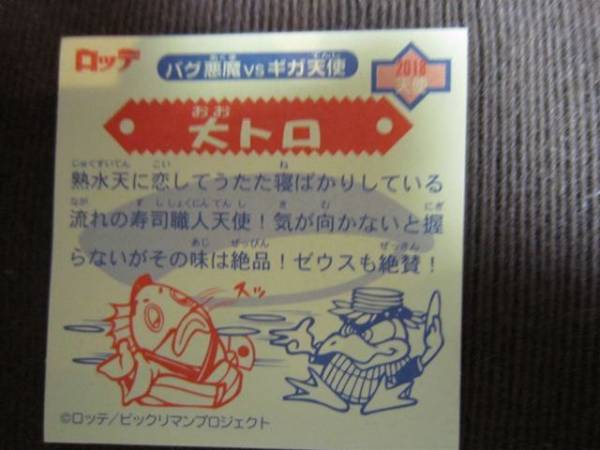 ロッテ
バグ悪魔vsギガ天使
2018
天使
大トロ
熟水天に恋してうたた寝ばかりしている
流れの寿司職人天使！気が向かないと握
らないがその味は絶品！ゼウスも絶賛！
スッ
©ロッテ/ビックリマンプロジェクト